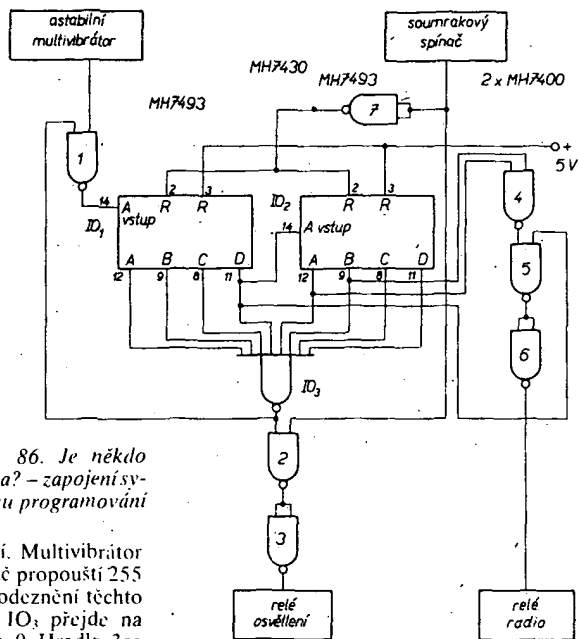 astabilní
multivibrátor
soumrakový
spínač
MH7430
MH7493
MH7493
2 x MH7400
7
1
+
5 V
2 3 2 3
14 A R R
vstup
IO1
IO2
14 A R R
vstup
4
5
6
A B C D
12 9 8 11
A B C D
12 9 8 11
IO3
2
3
86. Je někdo
a? – zapojení sy-
u programování
í. Multivibrátor
č propouští 255
odeznění těchto
IO3 přejde na
relé
osvětlení
relé
radio